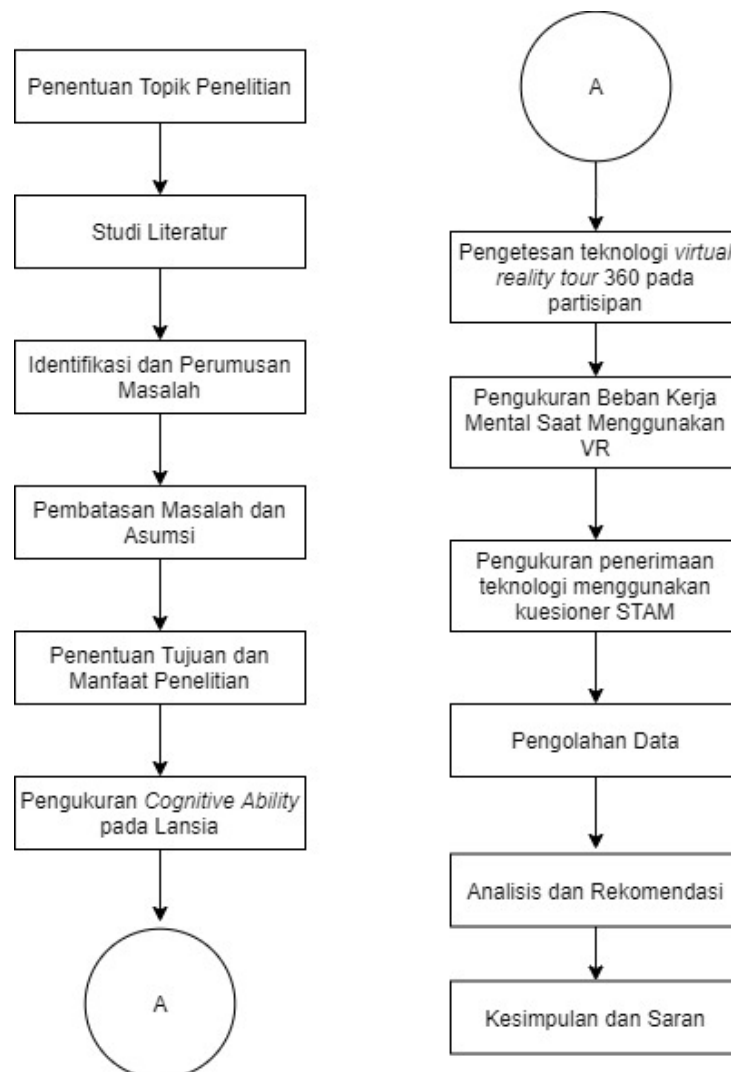 Penentuan Topik Penelitian
Studi Literatur
Identifikasi dan Perumusan
Masalah
Pembatasan Masalah dan
Asumsi
Penentuan Tujuan dan
Manfaat Penelitian
Pengukuran Cognitive Ability
pada Lansia
A
A
Pengetesan teknologi virtual
reality tour 360 pada
partisipan
Pengukuran Beban Kerja
Mental Saat Menggunakan
VR
Pengukuran penerimaan
teknologi menggunakan
kuesioner STAM
Pengolahan Data
Analisis dan Rekomendasi
Kesimpulan dan Saran